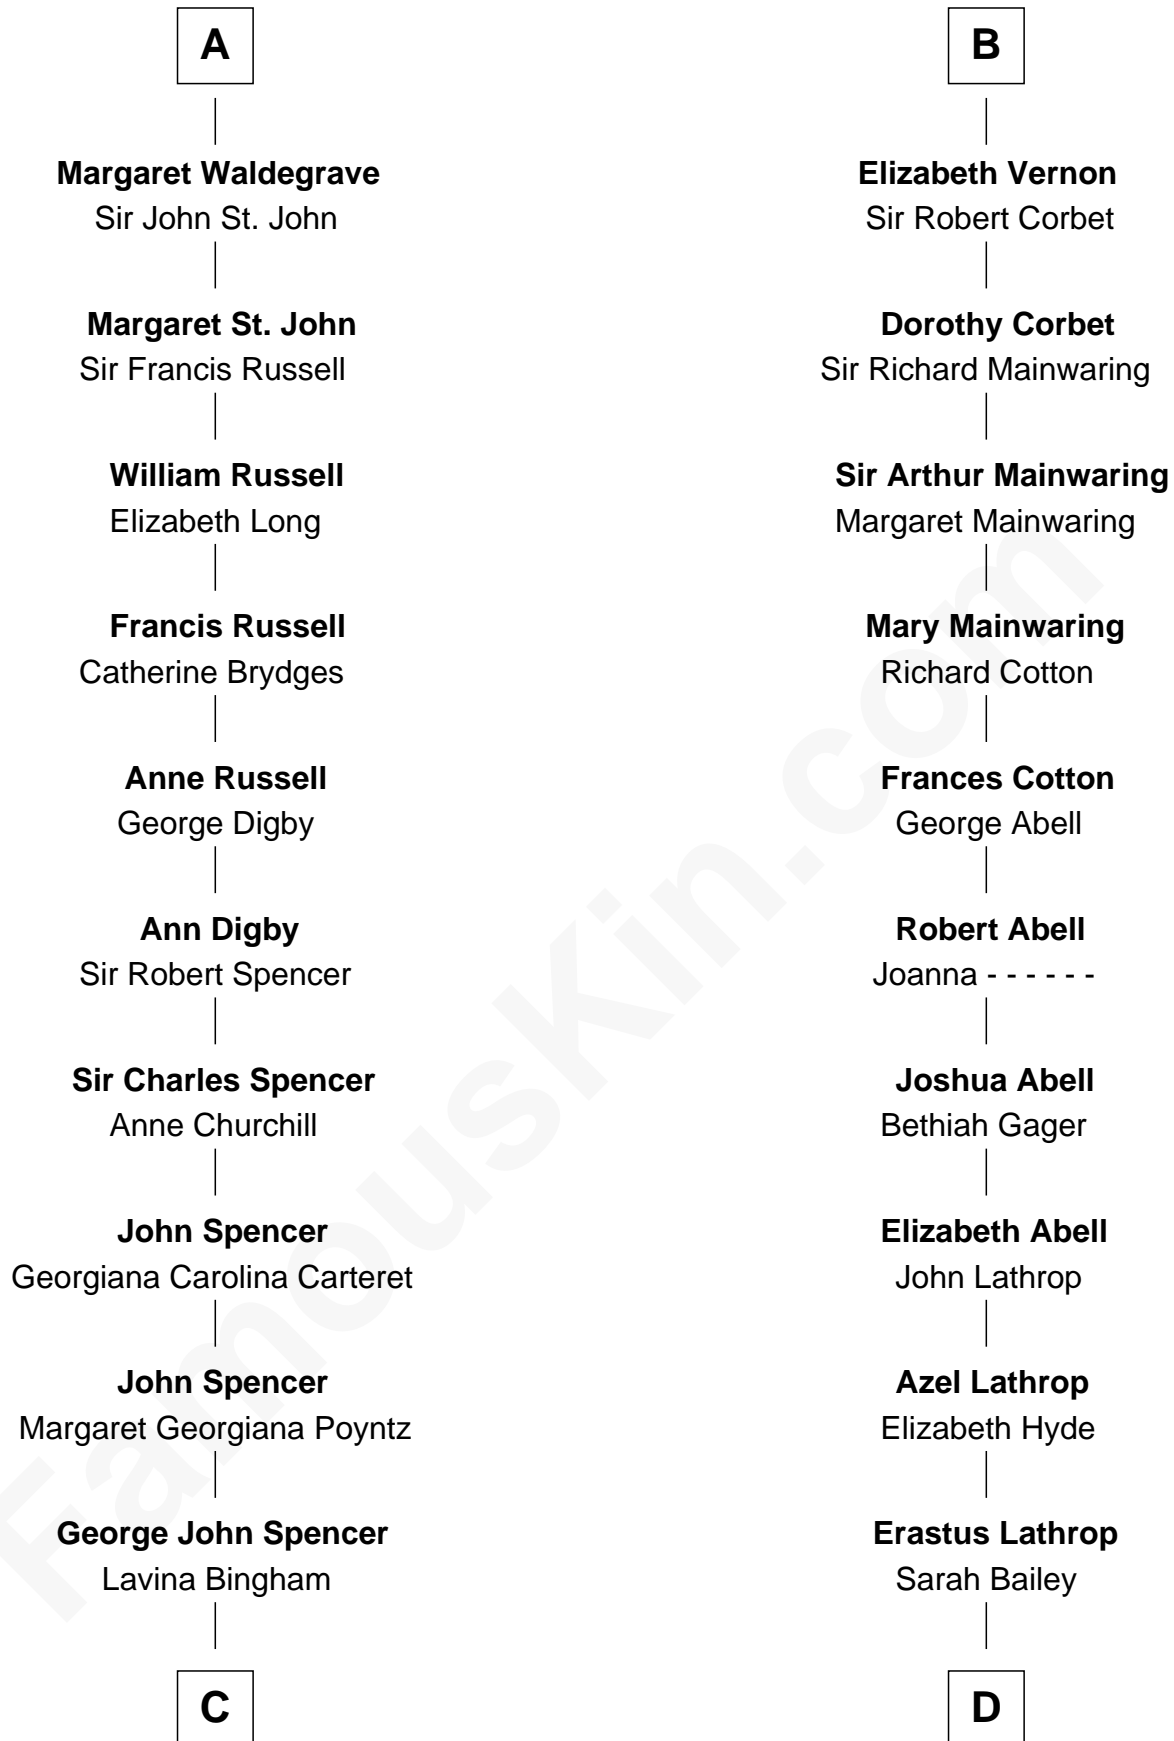 A
Margaret Waldegrave
Sir John St. John
Margaret St. John
Sir Francis Russell
William Russell
Elizabeth Long
Francis Russell
Catherine Brydges
Anne Russell
George Digby
Ann Digby
Sir Robert Spencer
Sir Charles Spencer
Anne Churchill
John Spencer
Georgiana Carolina Carteret
John Spencer
Margaret Georgiana Poyntz
George John Spencer
Lavina Bingham
C
B
Elizabeth Vernon
Sir Robert Corbet
Dorothy Corbet
Sir Richard Mainwaring
Sir Arthur Mainwaring
Margaret Mainwaring
Mary Mainwaring
Richard Cotton
Frances Cotton
George Abell
Robert Abell
Joanna - - - - - -
Joshua Abell
Bethiah Gager
Elizabeth Abell
John Lathrop
Azel Lathrop
Elizabeth Hyde
Erastus Lathrop
Sarah Bailey
D
FamousKin.com